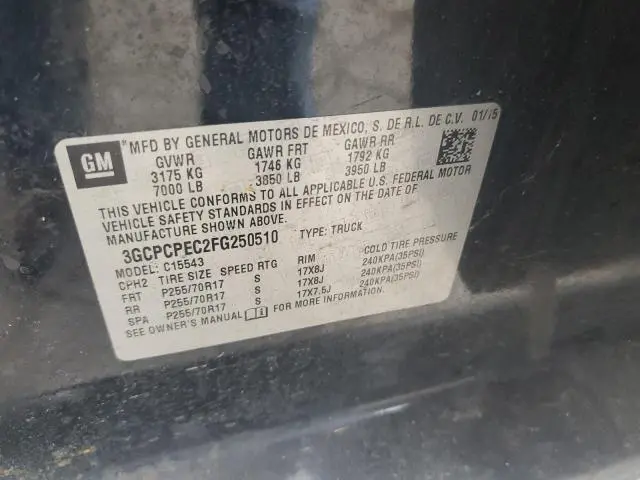 GM
*MFD BY GENERAL MOTORS DE MEXICO, S. DE R.L. DE C.V. 01/15
GVWR GAWR FRT GAWR RR
3175 KG 1746 KG 1792 KG
7000 LB 3850 LB 3950 LB
THIS VEHICLE CONFORMS TO ALL APPLICABLE U.S. FEDERAL MOTOR
VEHICLE SAFETY STANDARDS IN EFFECT ON THE DATE OF
MANUFACTURE SHOWN ABOVE.
3GCPCPEC2FG250510 TYPE: TRUCK
MODEL: C15543
CPH2 TIRE SIZE SPEED RTG RIM COLD TIRE PRESSURE
FRT P255/70R17 S 17X8J 240KPA(35PSI)
RR P255/70R17 S 17X8J 240KPA(35PSI)
SPA P255/70R17 S 17X7.5J 240KPA(35PSI)
SEE OWNER'S MANUAL FOR MORE INFORMATION.